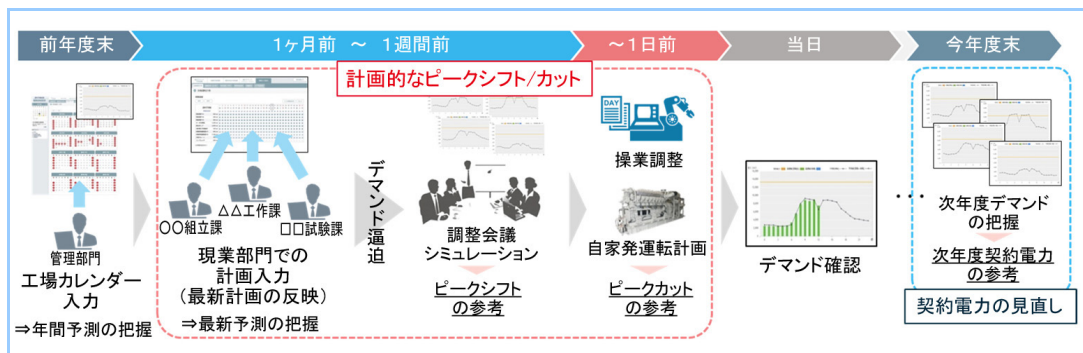 前年度末
1ヶ月前 ～ 1週間前
～1日前
当日
今年度末
計画的なピークシフト/カット
管理部門
工場カレンダー
入力
⇒年間予測の把握
〇〇組立課
△△工作課
□□試験課
現業部門での
計画入力
（最新計画の反映）
⇒最新予測の把握
デマンド逼迫
調整会議
シミュレーション
ピークシフト
の参考
DAY
操業調整
自家発運転計画
ピークカット
の参考
デマンド確認
…
次年度デマンド
の把握
次年度契約電力
の参考
契約電力の見直し